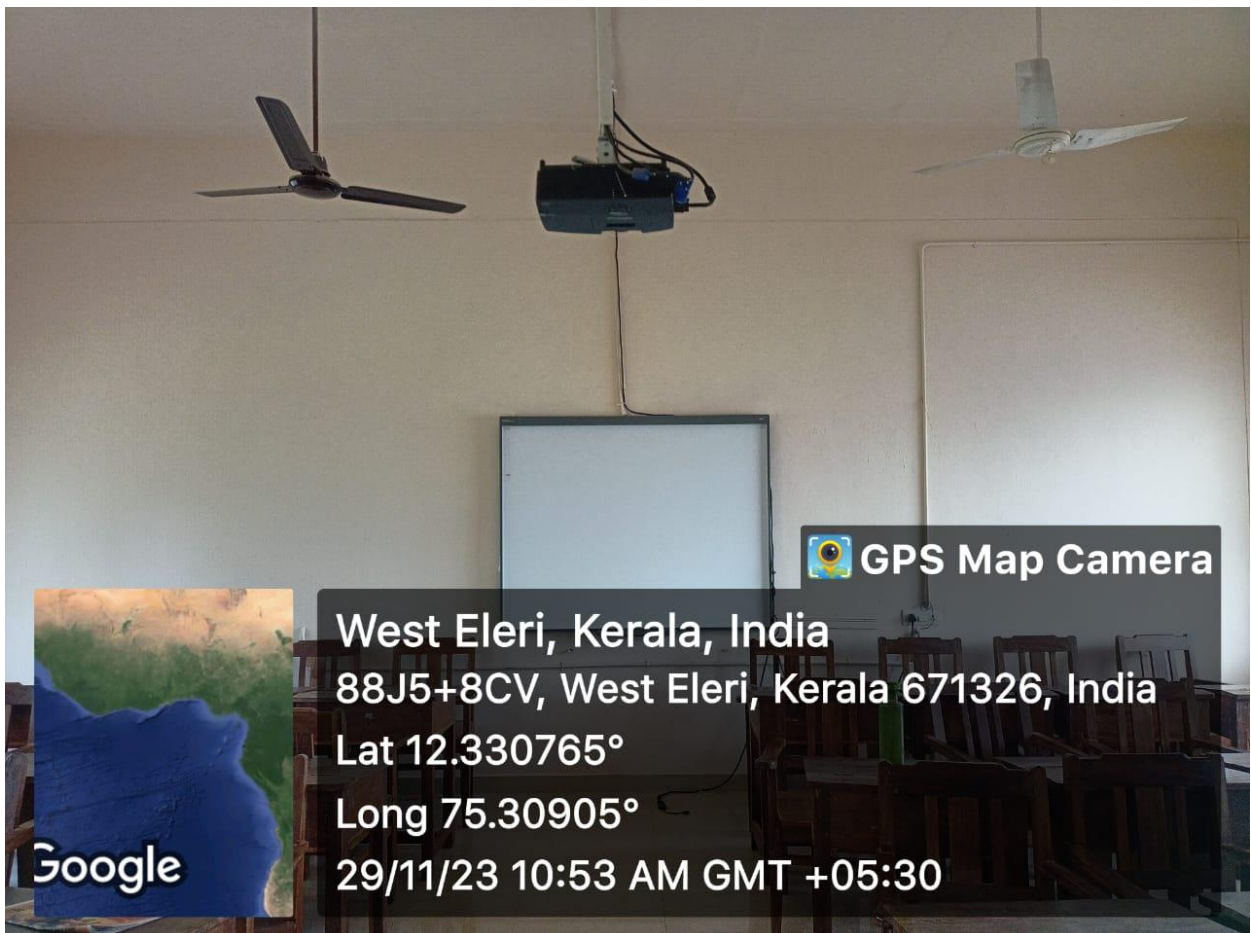 GPS Map Camera
West Eleri, Kerala, India
88J5+8CV, West Eleri, Kerala 671326, India
Lat 12.330765°
Long 75.30905°
29/11/23 10:53 AM GMT +05:30
Google